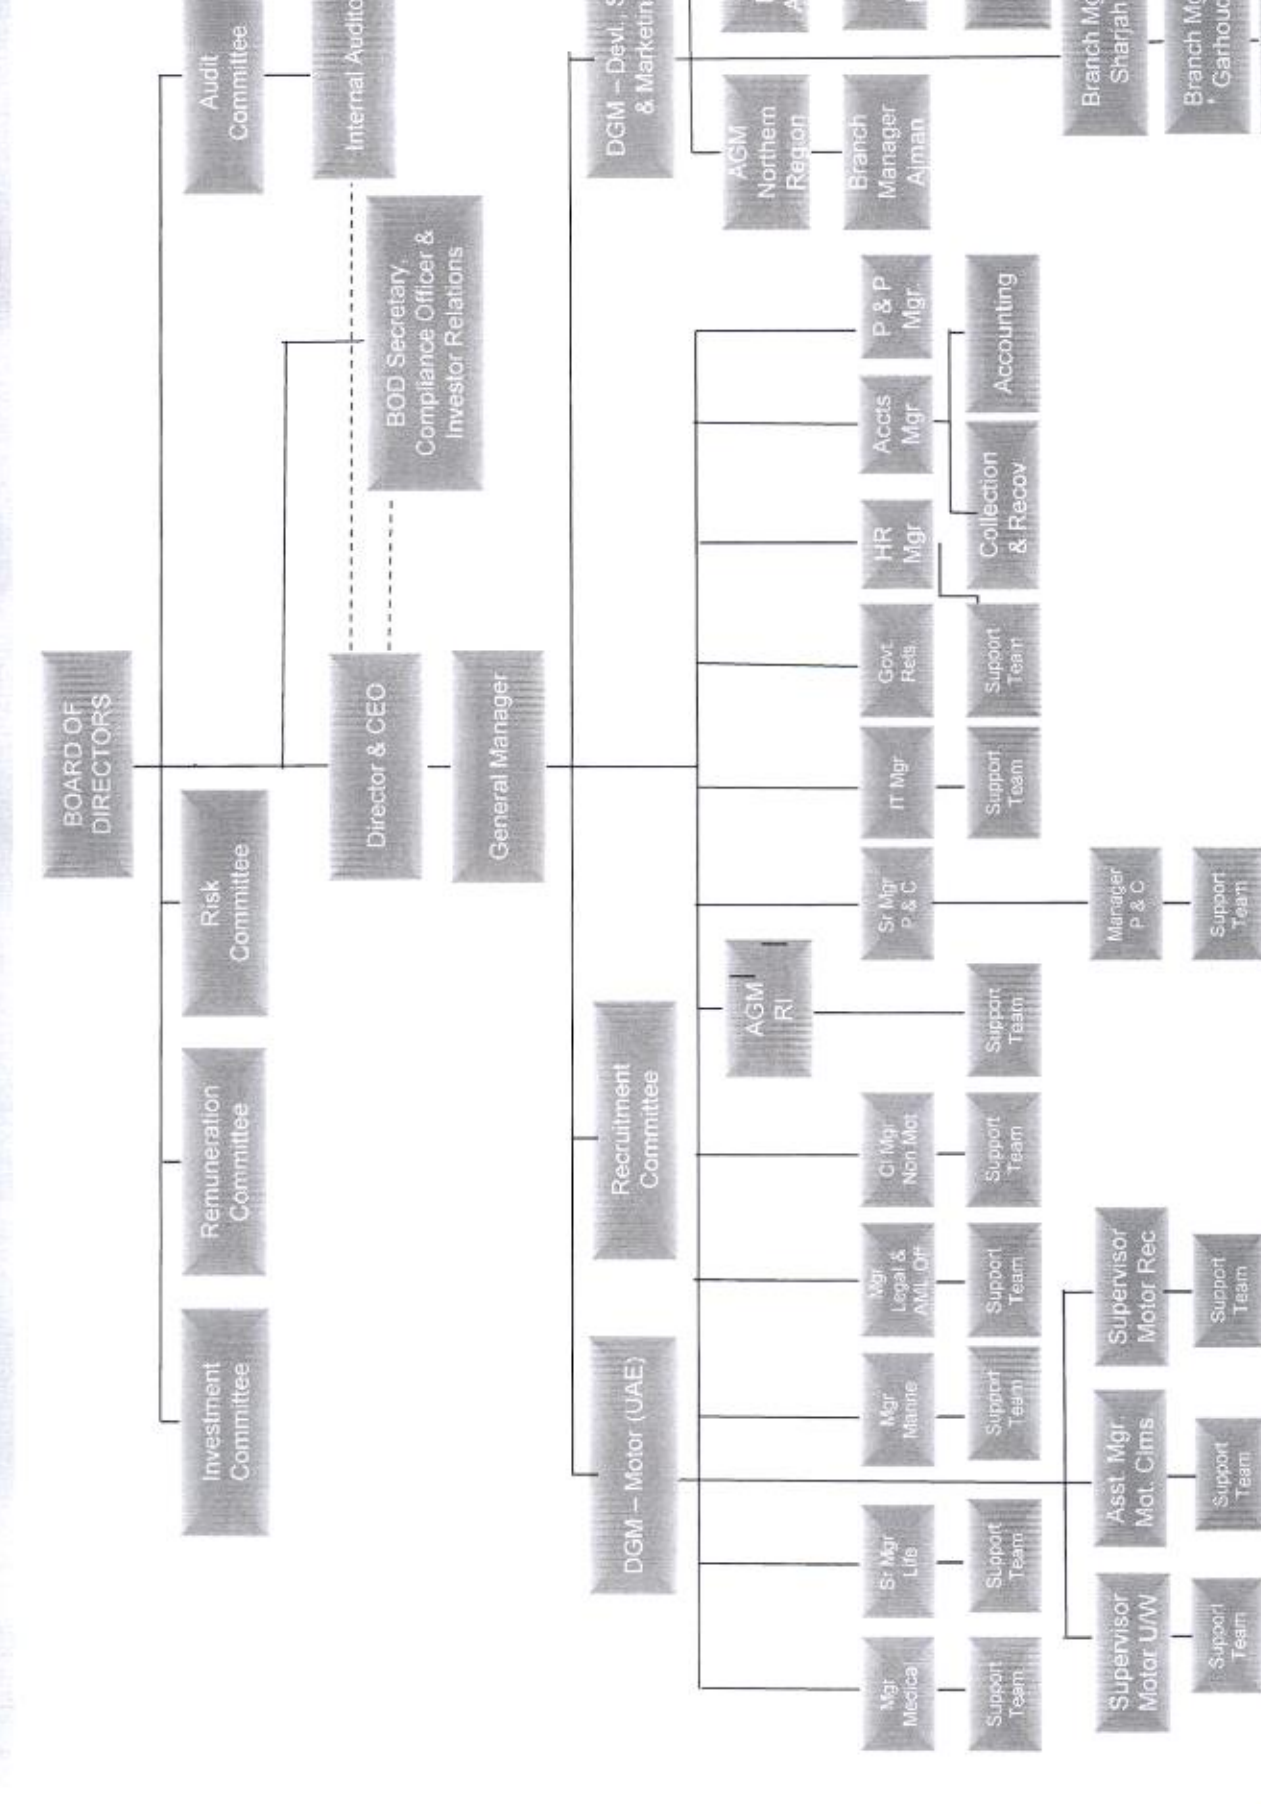 BOARD OF
DIRECTORS
Investment
Committee
Remuneration
Committee
Risk
Committee
Audit
Committee
Director & CEO
BOD Secretary,
Compliance Officer &
Investor Relations
General Manager
DGM – Motor (UAE)
Recruitment
Committee
DGM – Devl.,
AGM
RI
AGM
Northern
Region
Mgr
Medical
Sr Mgr
Life
Mgr
Marine
Mgr
Legal &
AML Off
Cl Mgr
Non Mot
Sr Mgr
P & C
IT Mgr
Govt.
Rels.
HR
Mgr
Accts
Mgr
P & P
Mgr
Branch
Manager
Ajman
Support
Team
Support
Team
Support
Team
Support
Team
Support
Team
Support
Team
Support
Team
Support
Team
Collection
& Recov
Accounting
Supervisor
Motor U/W
Asst. Mgr.
Mot. Clms
Supervisor
Motor Rec
Manager
P & C
Branch
Sharjah
Support
Team
Support
Team
Support
Team
Support
Team
Branch